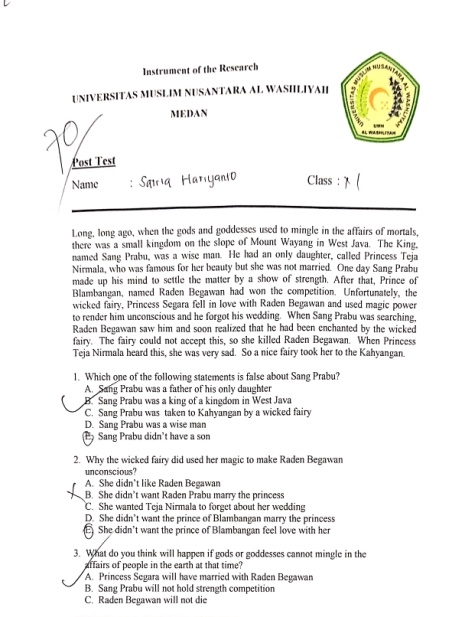 Instrument of the Research
UNIVERSITAS MUSLIM NUSANTARA AL WASHLIYAH
MEDAN
UNIVERSITAS MUSLIM NUSANTARA AL WASHLIYAH
UMN
AL WASHLIYAH
70
Post Test
Name : Satria Hariyanto Class : XI
Long, long ago, when the gods and goddesses used to mingle in the affairs of mortals,
there was a small kingdom on the slope of Mount Wayang in West Java. The King,
named Sang Prabu, was a wise man. He had an only daughter, called Princess Teja
Nirmala, who was famous for her beauty but she was not married. One day Sang Prabu
made up his mind to settle the matter by a show of strength. After that, Prince of
Blambangan, named Raden Begawan had won the competition. Unfortunately, the
wicked fairy, Princess Segara fell in love with Raden Begawan and used magic power
to render him unconscious and he forgot his wedding. When Sang Prabu was searching,
Raden Begawan saw him and soon realized that he had been enchanted by the wicked
fairy. The fairy could not accept this, so she killed Raden Begawan. When Princess
Teja Nirmala heard this, she was very sad. So a nice fairy took her to the Kahyangan.
1. Which one of the following statements is false about Sang Prabu?
A. Sang Prabu was a father of his only daughter
B. Sang Prabu was a king of a kingdom in West Java
C. Sang Prabu was taken to Kahyangan by a wicked fairy
D. Sang Prabu was a wise man
E. Sang Prabu didn't have a son
2. Why the wicked fairy did used her magic to make Raden Begawan
unconscious?
A. She didn't like Raden Begawan
B. She didn't want Raden Prabu marry the princess
C. She wanted Teja Nirmala to forget about her wedding
D. She didn't want the prince of Blambangan marry the princess
E. She didn't want the prince of Blambangan feel love with her
3. What do you think will happen if gods or goddesses cannot mingle in the
affairs of people in the earth at that time?
A. Princess Segara will have married with Raden Begawan
B. Sang Prabu will not hold strength competition
C. Raden Begawan will not die